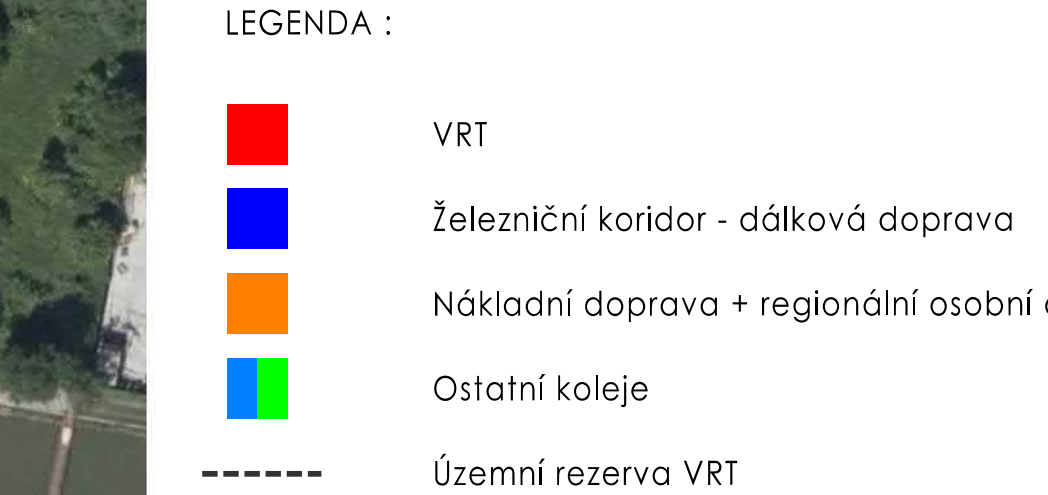 LEGENDA :
VRT
Železniční koridor - dálková doprava
Nákladní doprava + regionální osobní
Ostatní koleje
Územní rezerva VRT